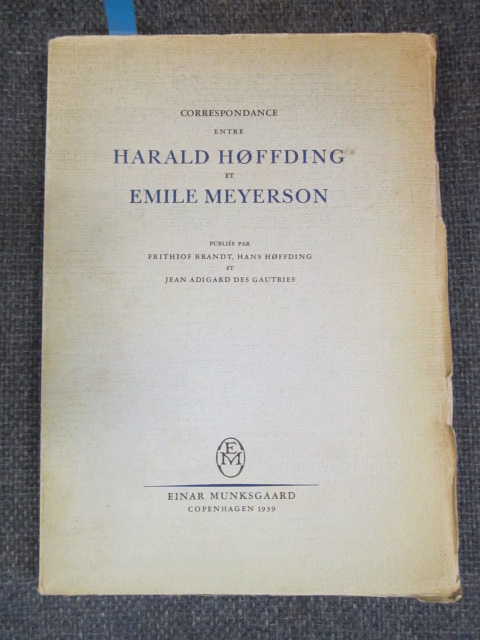 CORRESPONDANCE
ENTRE
HARALD HØFFDING
ET
EMILE MEYERSON
PUBLIÉE PAR
FRITHIOF BRANDT, HANS HØFFDING
ET
JEAN ADIGARD DES GAUTRIES
E
M
EINAR MUNKSGAARD
COPENHAGEN 1939